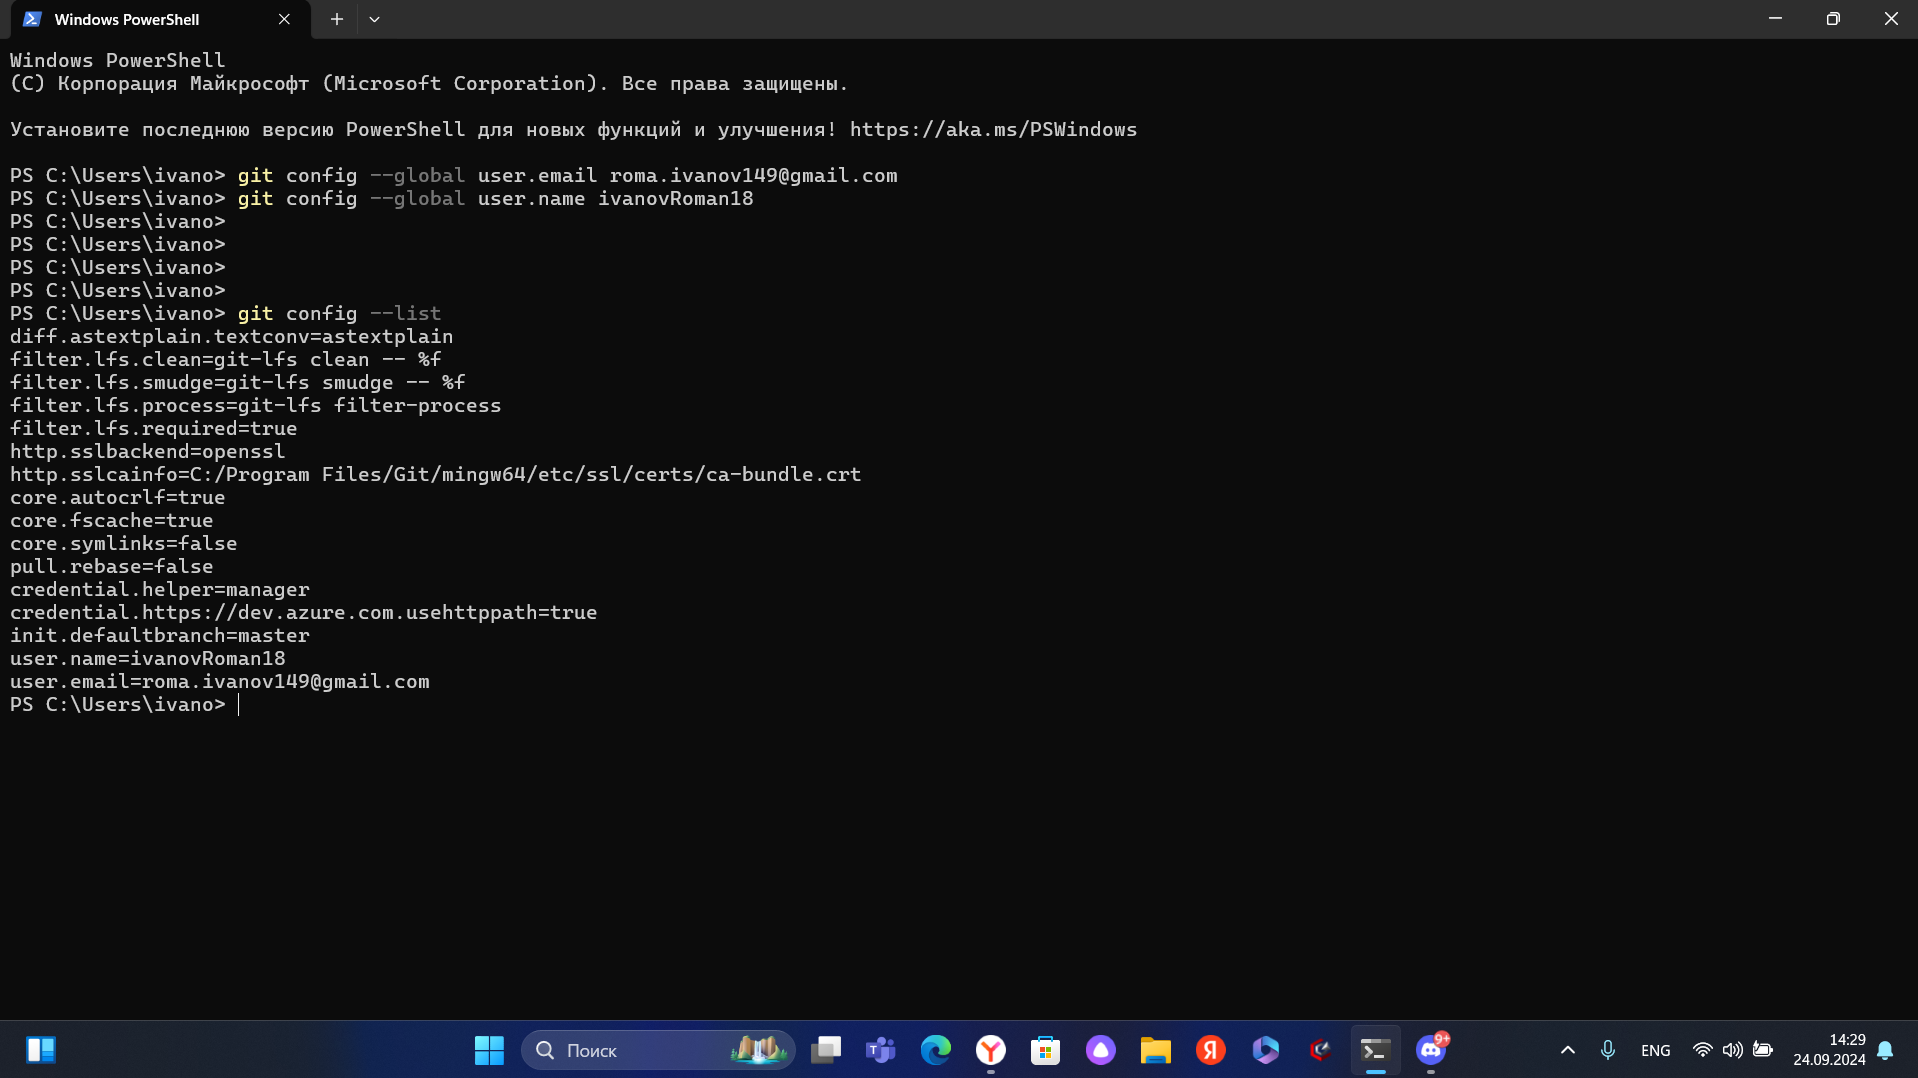 Windows PowerShell
Windows PowerShell
(C) Корпорация Майкрософт (Microsoft Corporation). Все права защищены.
Установите последнюю версию PowerShell для новых функций и улучшения! https://aka.ms/PSWindows
PS C:\Users\ivano> git config --global user.email roma.ivanov149@gmail.com
PS C:\Users\ivano> git config --global user.name ivanovRoman18
PS C:\Users\ivano>
PS C:\Users\ivano>
PS C:\Users\ivano>
PS C:\Users\ivano>
PS C:\Users\ivano> git config --list
diff.astextplain.textconv=astextplain
filter.lfs.clean=git-lfs clean -- %f
filter.lfs.smudge=git-lfs smudge -- %f
filter.lfs.process=git-lfs filter-process
filter.lfs.required=true
http.sslbackend=openssl
http.sslcainfo=C:/Program Files/Git/mingw64/etc/ssl/certs/ca-bundle.crt
core.autocrlf=true
core.fscache=true
core.symlinks=false
pull.rebase=false
credential.helper=manager
credential.https://dev.azure.com.usehttppath=true
init.defaultbranch=master
user.name=ivanovRoman18
user.email=roma.ivanov149@gmail.com
PS C:\Users\ivano>
Поиск
9+
ENG
14:29
24.09.2024